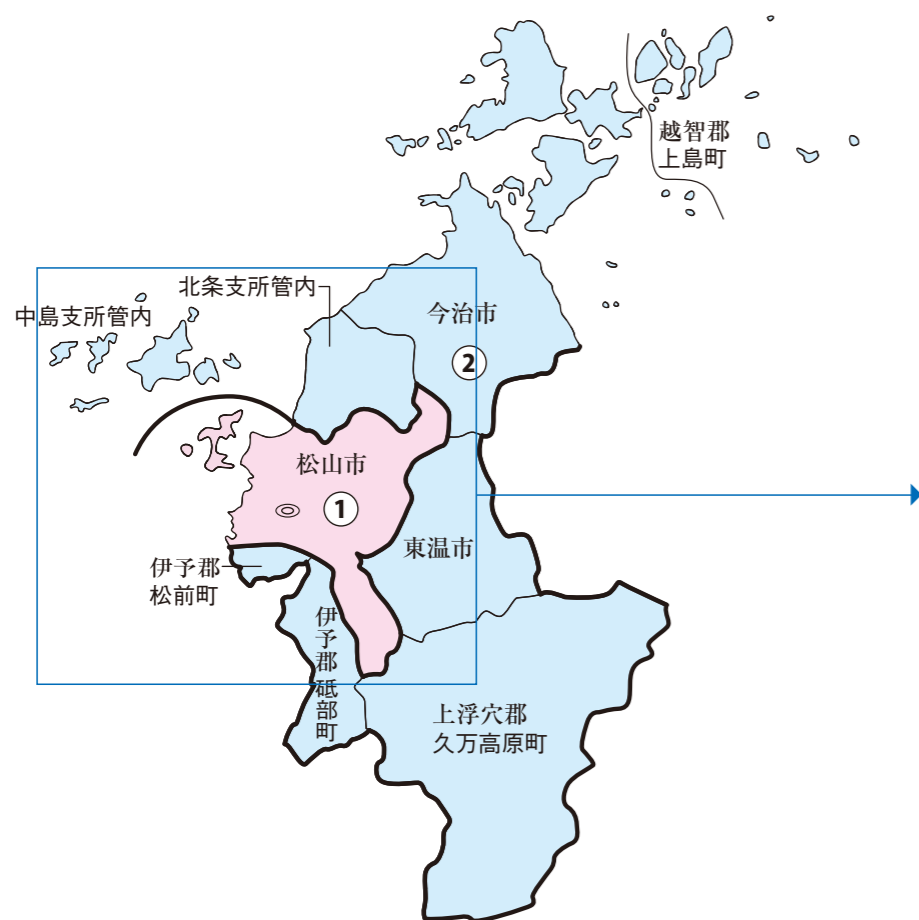 越智郡
上島町
北条支所管内
中島支所管内
今治市
②
松山市
①
東温市
伊予郡
松前町
伊予郡 砥部町
上浮穴郡
久万高原町